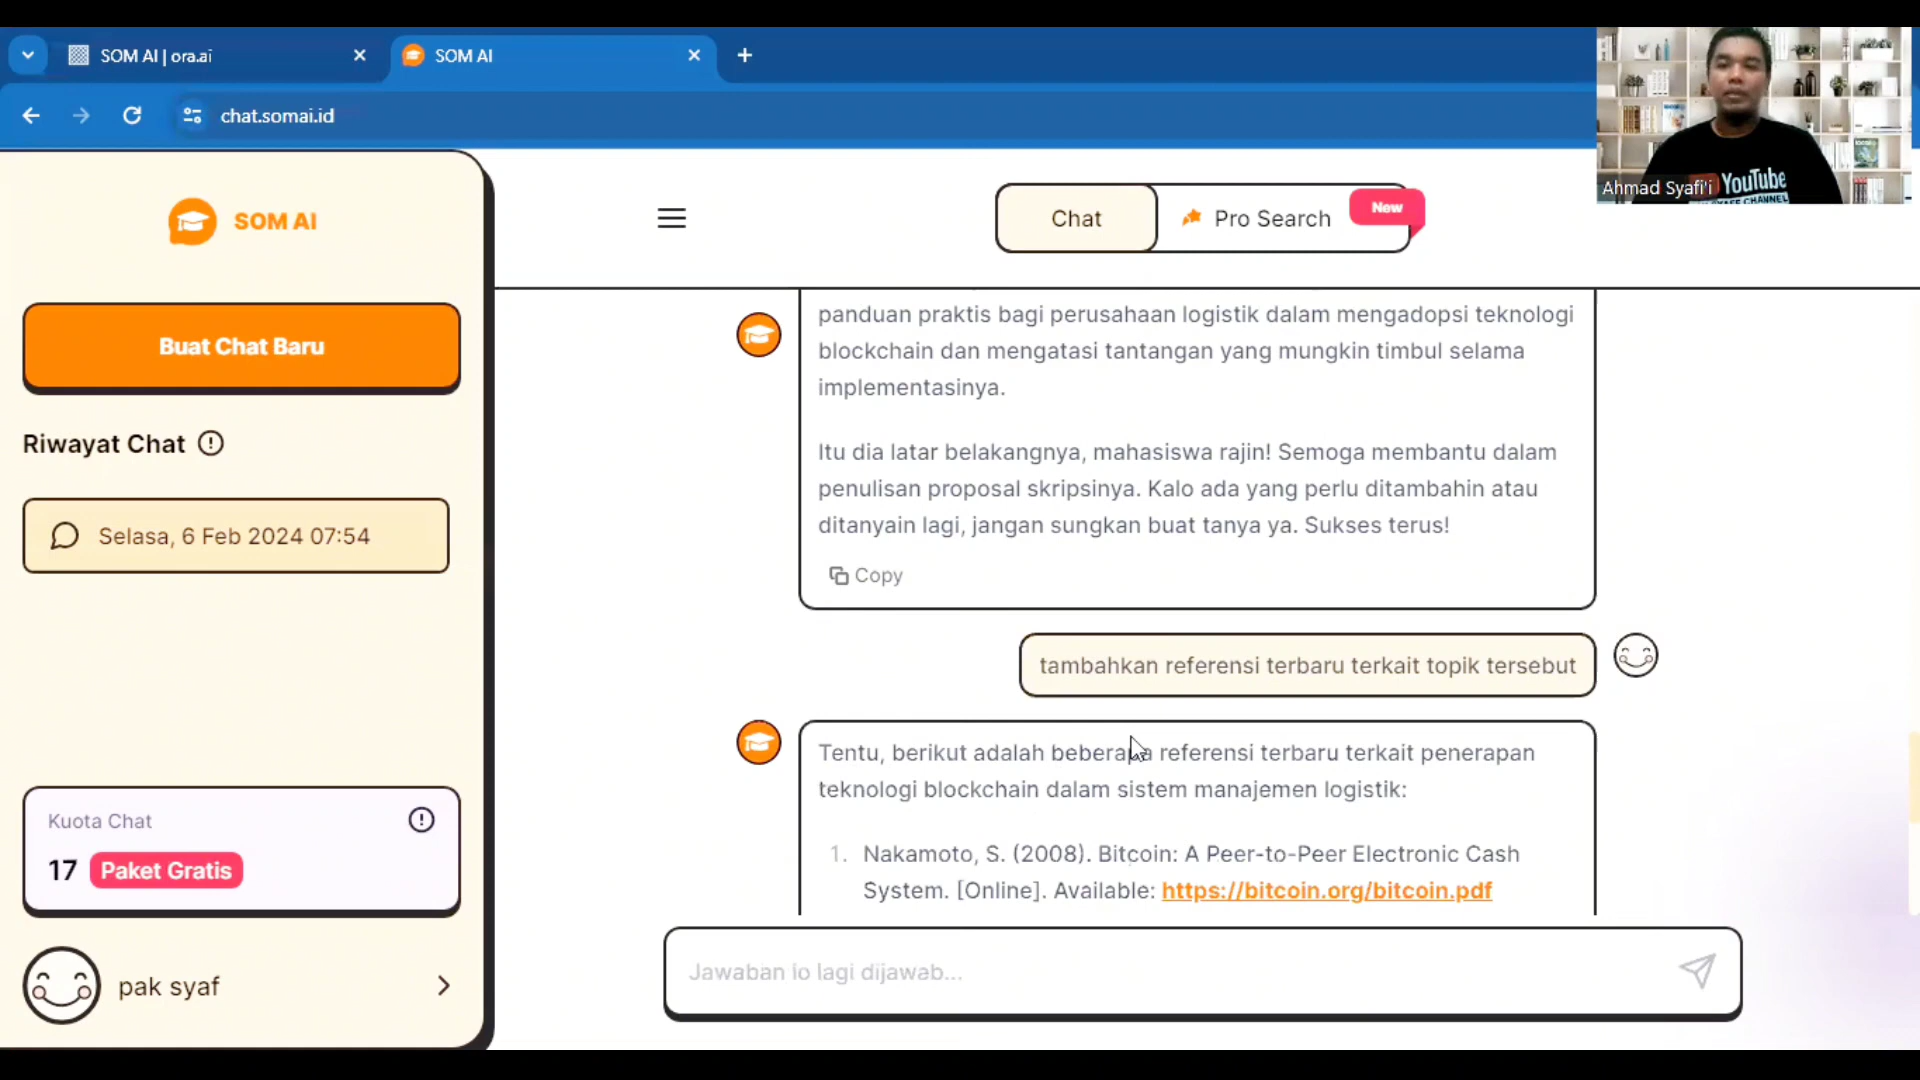 SOM AI | ora.ai
SOM AI
chat.somai.id
Ahmad Syafi'i
YouTube
SOM AI
Chat
Pro Search
New
Buat Chat Baru
Riwayat Chat
Selasa, 6 Feb 2024 07:54
panduan praktis bagi perusahaan logistik dalam mengadopsi teknologi
blockchain dan mengatasi tantangan yang mungkin timbul selama
implementasinya.
Itu dia latar belakangnya, mahasiswa rajin! Semoga membantu dalam
penulisan proposal skripsinya. Kalo ada yang perlu ditambahin atau
ditanyain lagi, jangan sungkan buat tanya ya. Sukses terus!
Copy
tambahkan referensi terbaru terkait topik tersebut
Tentu, berikut adalah beberapa referensi terbaru terkait penerapan
teknologi blockchain dalam sistem manajemen logistik:
1. Nakamoto, S. (2008). Bitcoin: A Peer-to-Peer Electronic Cash
System. [Online]. Available: https://bitcoin.org/bitcoin.pdf
Kuota Chat
17 Paket Gratis
pak syaf
Jawaban lo lagi dijawab...